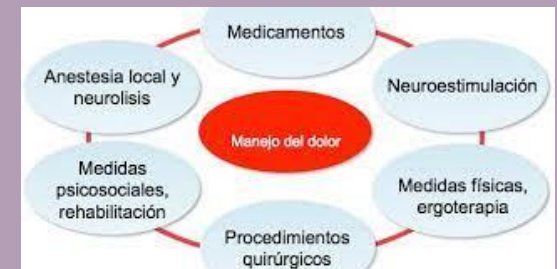 Medicamentos
Anestesia local y
neurolisis
Neuroestimulación
Manejo del dolor
Medidas
psicosociales,
rehabilitación
Medidas físicas,
ergoterapia
Procedimientos
quirúrgicos